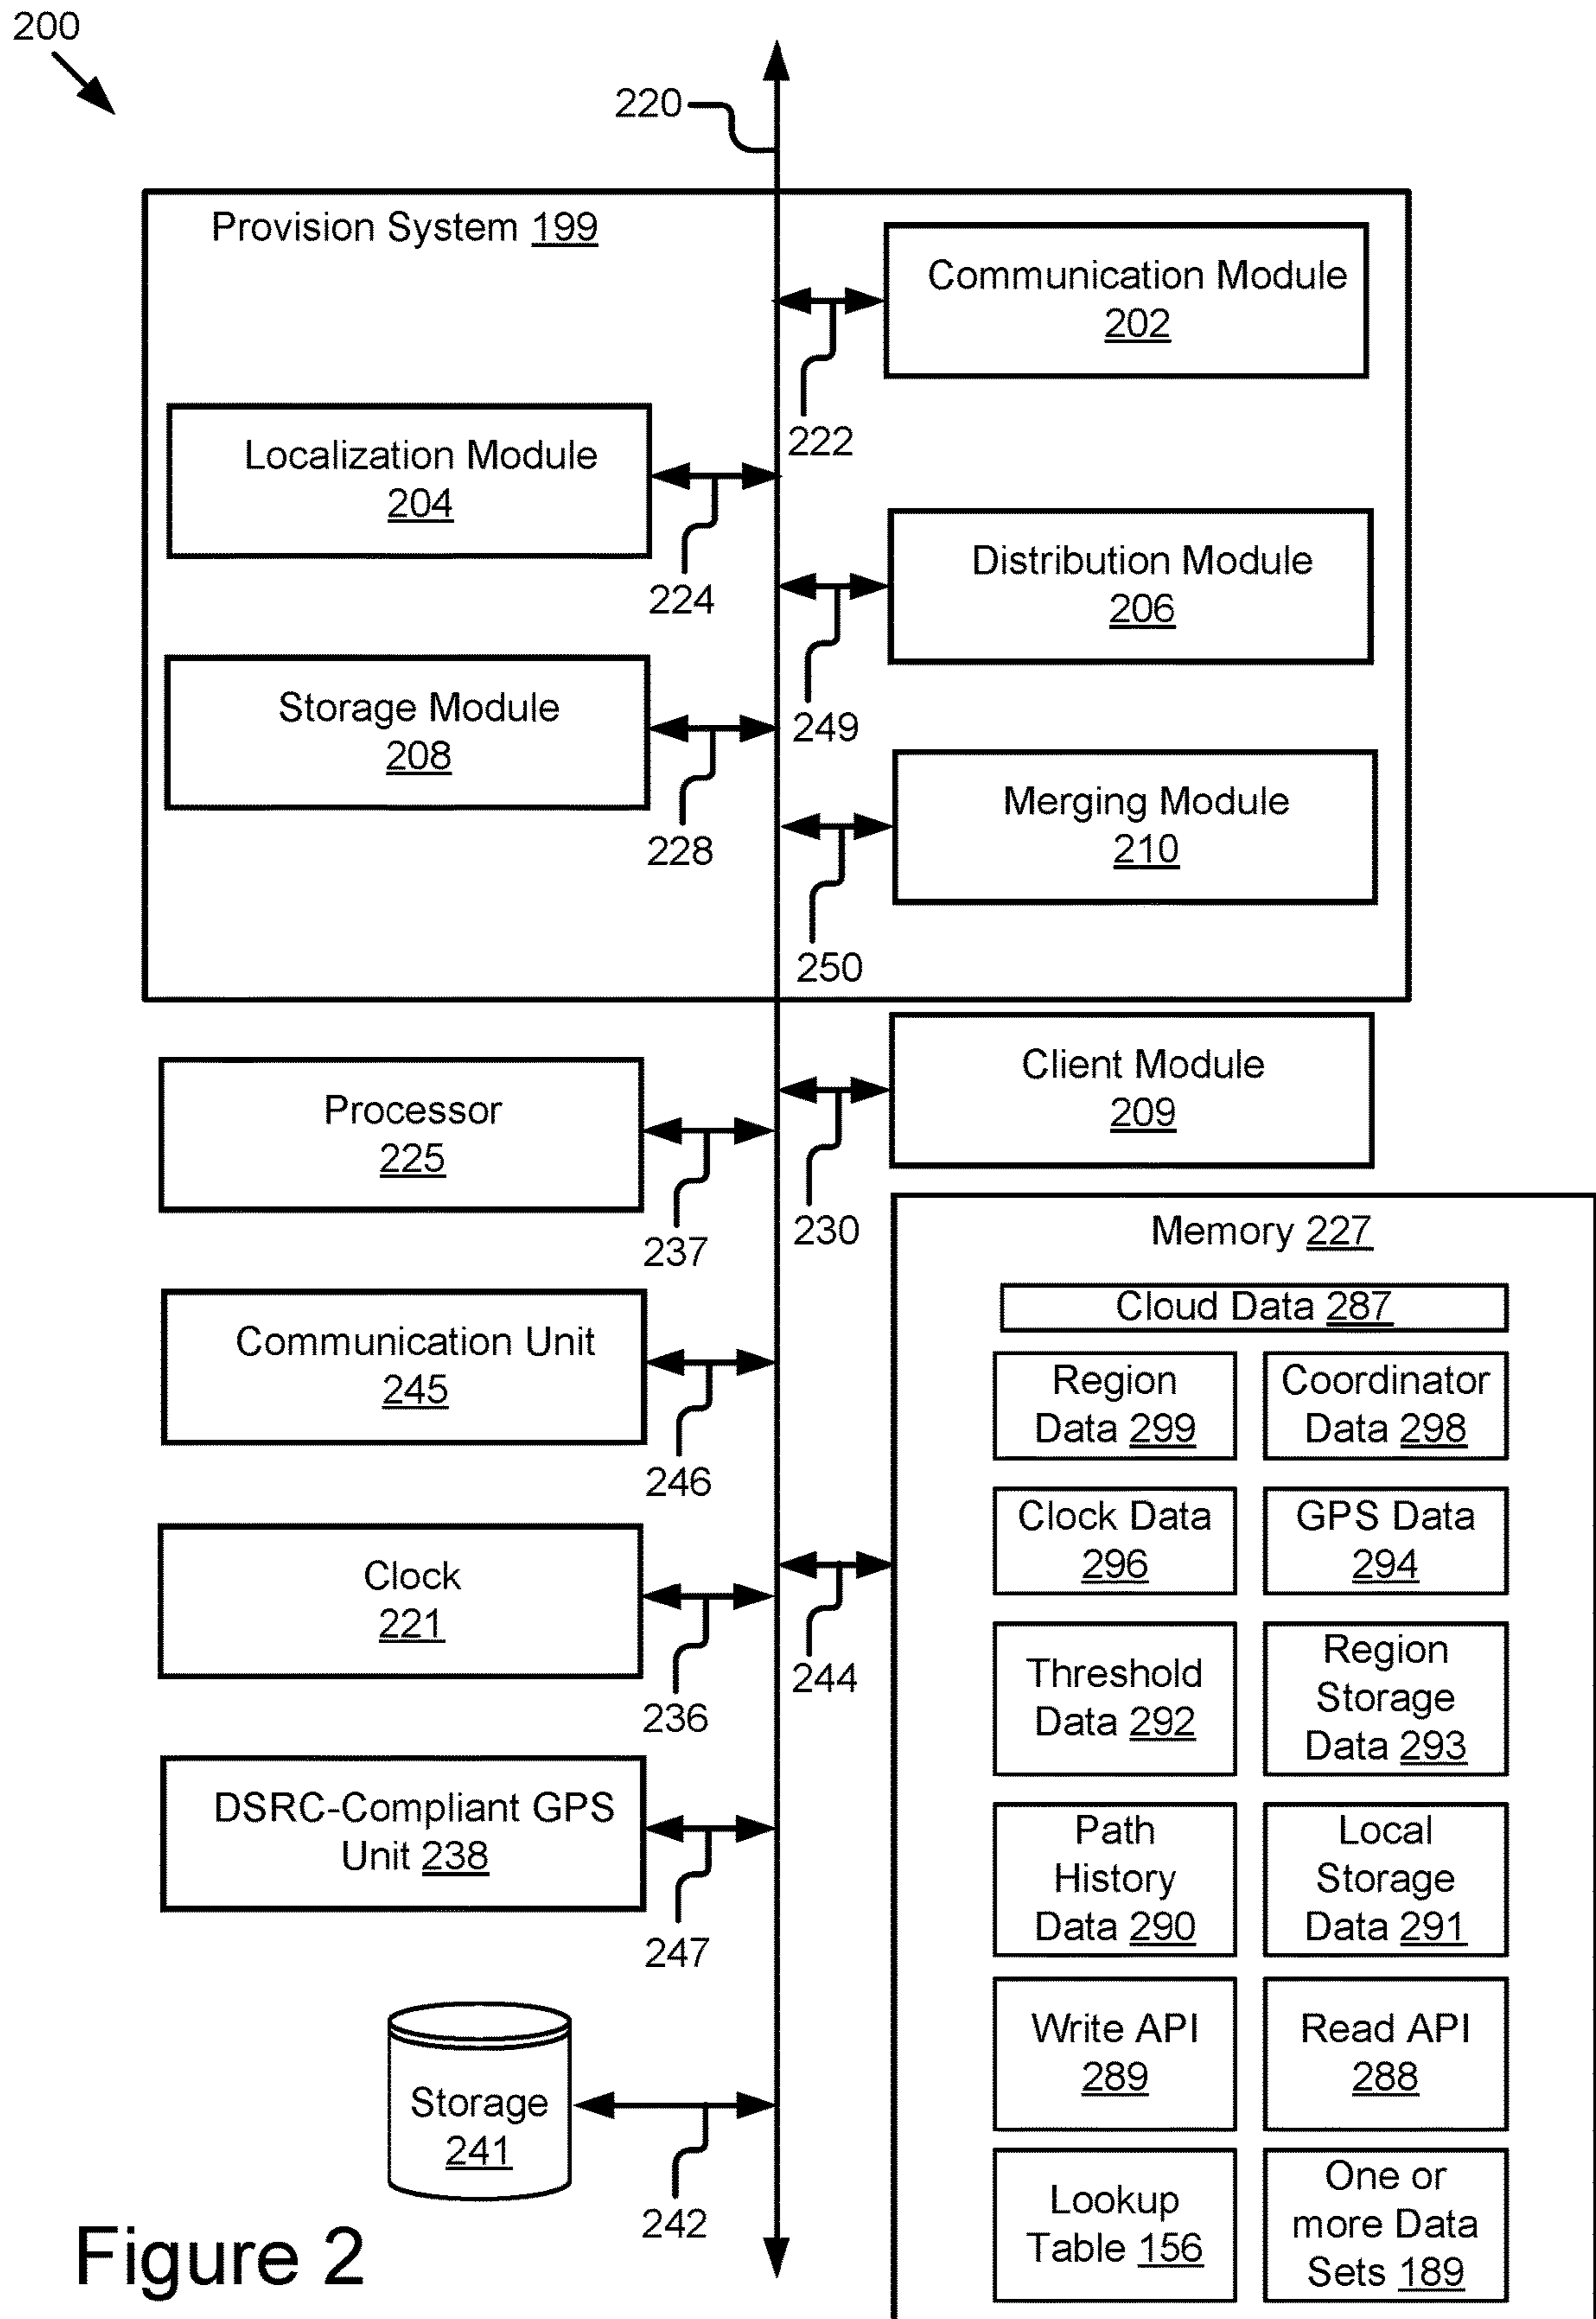 200
220
Provision System 199
Communication Module
202
222
Localization Module
204
224
Distribution Module
206
249
Storage Module
208
228
Merging Module
210
250
Client Module
209
230
Processor
225
237
Communication Unit
245
246
Clock
221
236
244
DSRC-Compliant GPS
Unit 238
247
Storage
241
242
Memory 227
Cloud Data 287
Region
Data 299
Coordinator
Data 298
Clock Data
296
GPS Data
294
Threshold
Data 292
Region
Storage
Data 293
Path
History
Data 290
Local
Storage
Data 291
Write API
289
Read API
288
Lookup
Table 156
One or
more Data
Sets 189
Figure 2